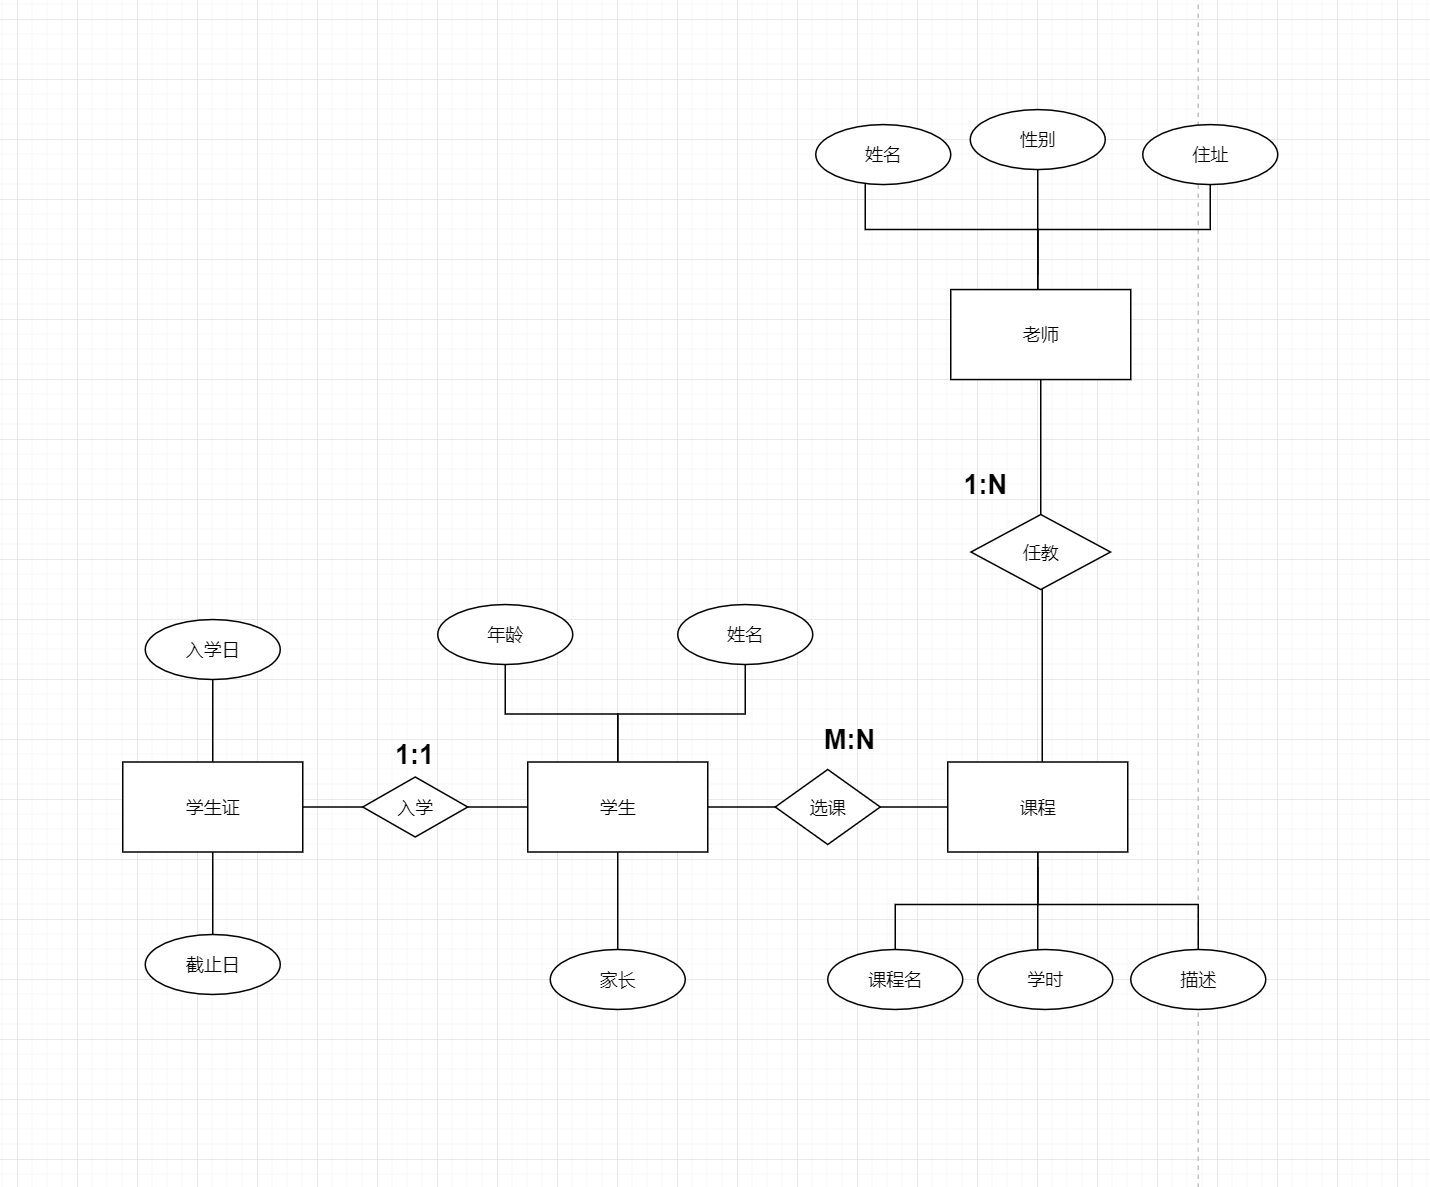 姓名
性别
住址
老师
1:N
任教
入学日
年龄
姓名
1:1
M:N
学生证
入学
学生
选课
课程
截止日
家长
课程名
学时
描述